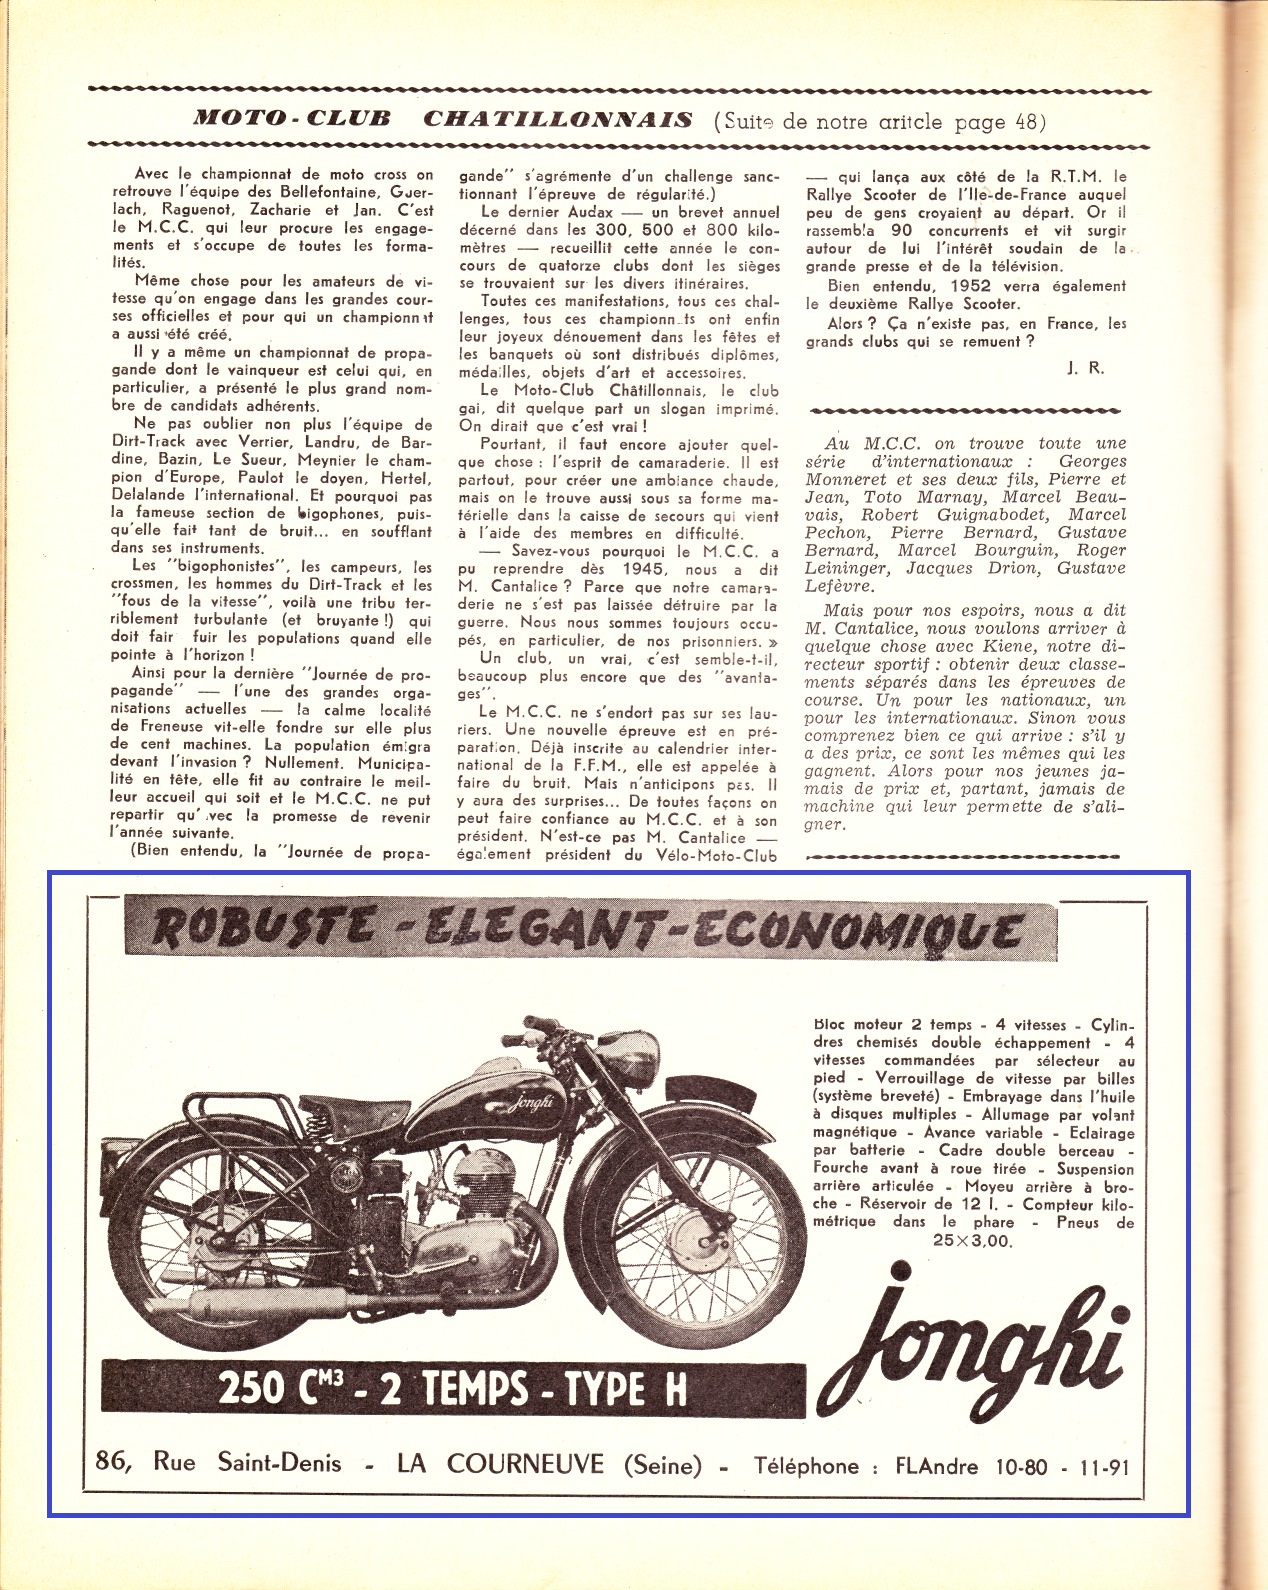 MOTO-CLUB CHATILLONNAIS (Suite de notre aritcle page 48)
Avec le championnat de moto cross on
retrouve l'équipe des Bellefontaine, Guer-
lach, Raguenot, Zacharie et Jan. C'est
le M.C.C. qui leur procure les engage-
ments et s'occupe de toutes les forma-
lités.
Même chose pour les amateurs de vi-
tesse qu'on engage dans les grandes cour-
ses officielles et pour qui un championnat
a aussi été créé.
Il y a même un championnat de propa-
gande dont le vainqueur est celui qui, en
particulier, a présenté le plus grand nom-
bre de candidats adhérents.
Ne pas oublier non plus l'équipe de
Dirt-Track avec Verrier, Landru, de Bar-
dine, Bazin, Le Sueur, Meynier le cham-
pion d'Europe, Paulot le doyen, Hertel,
Delalande l'international. Et pourquoi pas
la fameuse section de bigophones, puis-
qu'elle fait tant de bruit... en soufflant
dans ses instruments.
Les "bigophonistes", les campeurs, les
crossmen, les hommes du Dirt-Track et les
"fous de la vitesse", voilà une tribu ter-
riblement turbulante (et bruyante !) qui
doit fair fuir les populations quand elle
pointe à l'horizon !
Ainsi pour la dernière "Journée de pro-
pagande" — l'une des grandes orga-
nisations actuelles — la calme localité
de Freneuse vit-elle fondre sur elle plus
de cent machines. La population émigra
devant l'invasion ? Nullement. Municipa-
lité en tête, elle fit au contraire le meil-
leur accueil qui soit et le M.C.C. ne put
repartir qu'avec la promesse de revenir
l'année suivante.
(Bien entendu, la "Journée de propa-
gande" s'agrémente d'un challenge sanc-
tionnant l'épreuve de régularité.)
Le dernier Audax — un brevet annuel
décerné dans les 300, 500 et 800 kilo-
mètres — recueillit cette année le con-
cours de quatorze clubs dont les sièges
se trouvaient sur les divers itinéraires.
Toutes ces manifestations, tous ces chal-
lenges, tous ces championnats ont enfin
leur joyeux dénouement dans les fêtes et
les banquets où sont distribués diplômes,
médailles, objets d'art et accessoires.
Le Moto-Club Châtillonnais, le club
gai, dit quelque part un slogan imprimé.
On dirait que c'est vrai !
Pourtant, il faut encore ajouter quel-
que chose : l'esprit de camaraderie. Il est
partout, pour créer une ambiance chaude,
mais on le trouve aussi sous sa forme ma-
térielle dans la caisse de secours qui vient
à l'aide des membres en difficulté.
— Savez-vous pourquoi le M.C.C. a
pu reprendre dès 1945, nous a dit
M. Cantalice ? Parce que notre camara-
derie ne s'est pas laissée détruire par la
guerre. Nous nous sommes toujours occu-
pés, en particulier, de nos prisonniers. »
Un club, un vrai, c'est semble-t-il,
beaucoup plus encore que des "avanta-
ges".
Le M.C.C. ne s'endort pas sur ses lau-
riers. Une nouvelle épreuve est en pré-
paration. Déjà inscrite au calendrier inter-
national de la F.F.M., elle est appelée à
faire du bruit. Mais n'anticipons pas. Il
y aura des surprises... De toutes façons on
peut faire confiance au M.C.C. et à son
président. N'est-ce pas M. Cantalice —
également président du Vélo-Moto-Club
— qui lança aux côté de la R.T.M. le
Rallye Scooter de l'Ile-de-France auquel
peu de gens croyaient au départ. Or il
rassembla 90 concurrents et vit surgir
autour de lui l'intérêt soudain de la
grande presse et de la télévision.
Bien entendu, 1952 verra également
le deuxième Rallye Scooter.
Alors ? Ça n'existe pas, en France, les
grands clubs qui se remuent ?
J. R.
Au M.C.C. on trouve toute une
série d'internationaux : Georges
Monneret et ses deux fils, Pierre et
Jean, Toto Marnay, Marcel Beau-
vais, Robert Guignabodet, Marcel
Pechon, Pierre Bernard, Gustave
Bernard, Marcel Bourguin, Roger
Leininger, Jacques Drion, Gustave
Lefèvre.
Mais pour nos espoirs, nous a dit
M. Cantalice, nous voulons arriver à
quelque chose avec Kiene, notre di-
recteur sportif : obtenir deux classe-
ments séparés dans les épreuves de
course. Un pour les nationaux, un
pour les internationaux. Sinon vous
comprenez bien ce qui arrive : s'il y
a des prix, ce sont les mêmes qui les
gagnent. Alors pour nos jeunes ja-
mais de prix et, partant, jamais de
machine qui leur permette de s'ali-
gner.
ROBUSTE - ELEGANT - ECONOMIQUE
jonghi
Bloc moteur 2 temps - 4 vitesses - Cylin-
dres chemisés double échappement - 4
vitesses commandées par sélecteur au
pied - Verrouillage de vitesse par billes
(système breveté) - Embrayage dans l'huile
à disques multiples - Allumage par volant
magnétique - Avance variable - Eclairage
par batterie - Cadre double berceau -
Fourche avant à roue tirée - Suspension
arrière articulée - Moyeu arrière à bro-
che - Réservoir de 12 l. - Compteur kilo-
métrique dans le phare - Pneus de
25×3,00.
jonghi
250 CM3 - 2 TEMPS - TYPE H
86, Rue Saint-Denis - LA COURNEUVE (Seine) - Téléphone : FLAndre 10-80 - 11-91